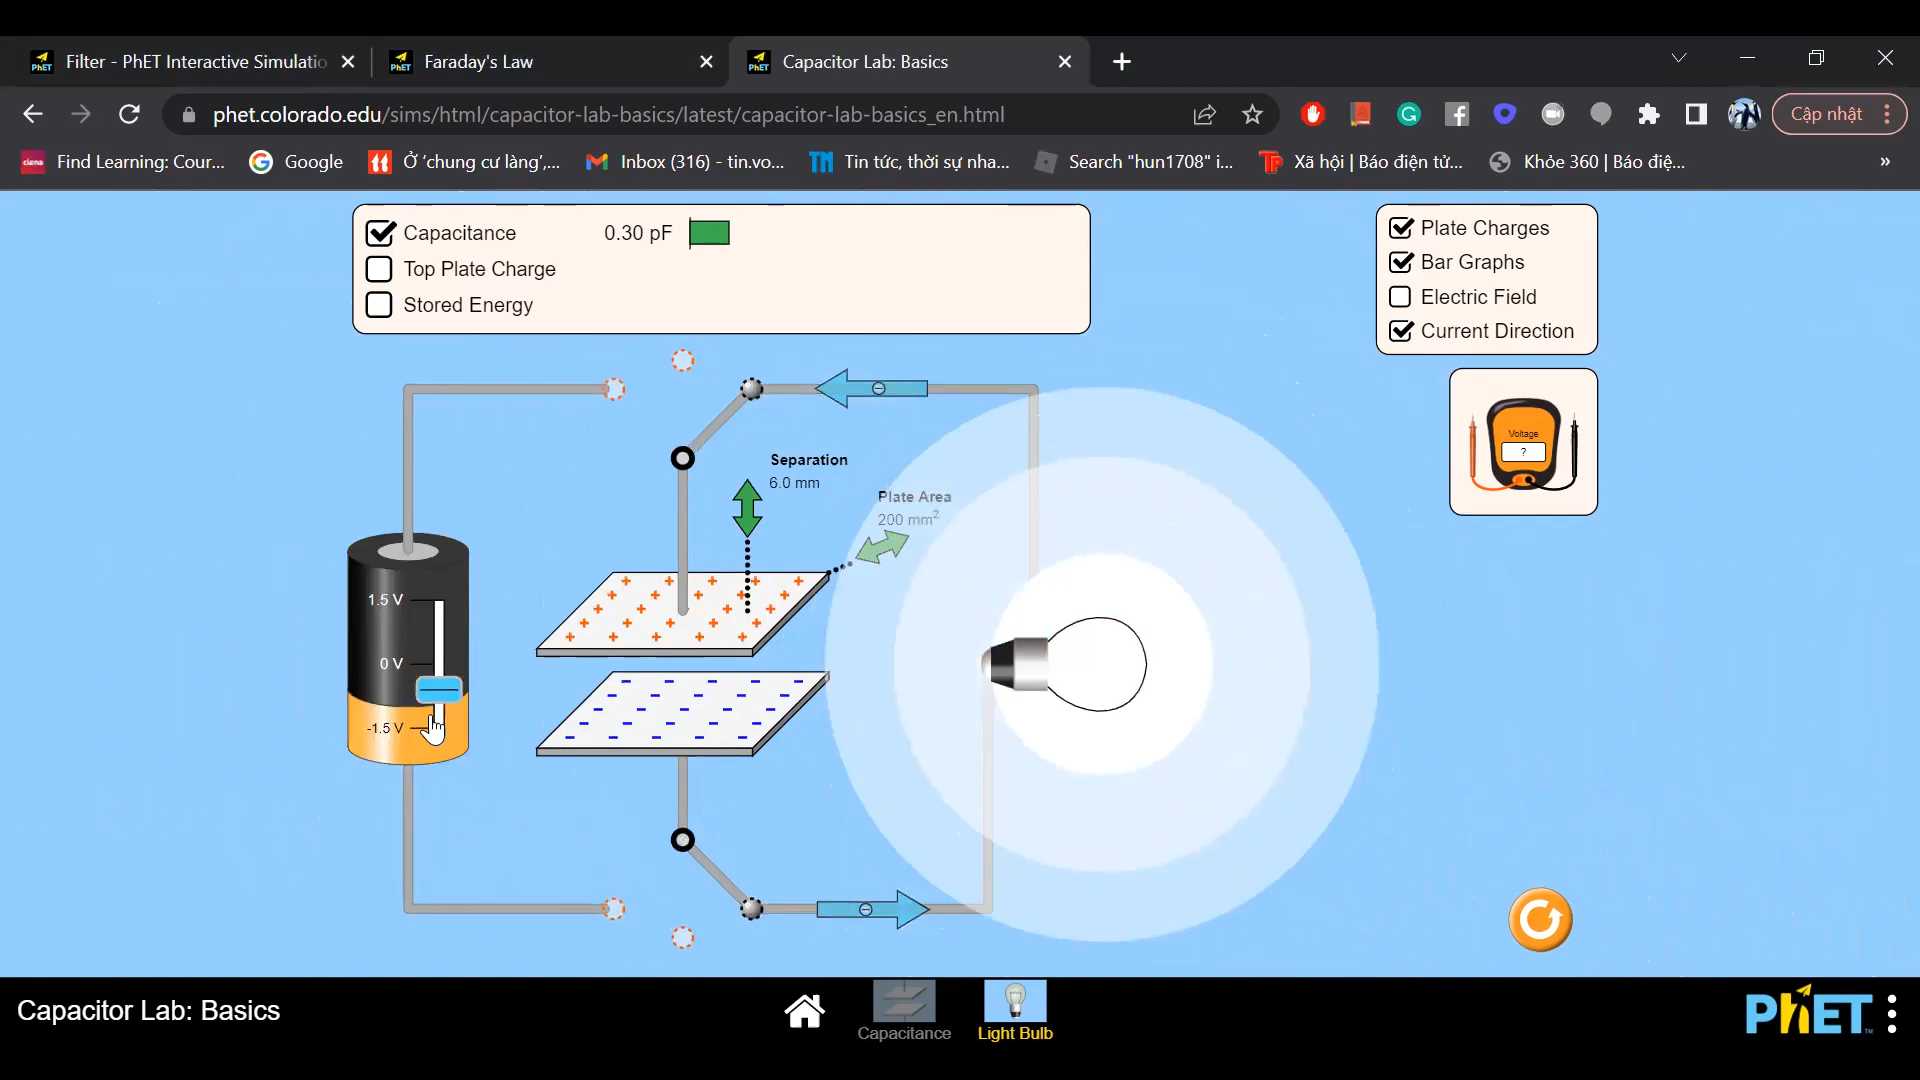 Filter - PhET Interactive Simulatio
Faraday's Law
Capacitor Lab: Basics
phet.colorado.edu/sims/html/capacitor-lab-basics/latest/capacitor-lab-basics_en.html
Cập nhật
Find Learning: Cour...
Google
Ở 'chung cư làng',...
Inbox (316) - tin.vo...
Tin tức, thời sự nha...
Search "hun1708" i...
Xã hội | Báo điện tử...
Khỏe 360 | Báo điệ...
»
Capacitance 0.30 pF
Top Plate Charge
Stored Energy
Plate Charges
Bar Graphs
Electric Field
Current Direction
Voltage
?
Separation
6.0 mm
Plate Area
200 mm²
1.5 V
0 V
-1.5 V
Capacitor Lab: Basics
Capacitance
Light Bulb
PhET